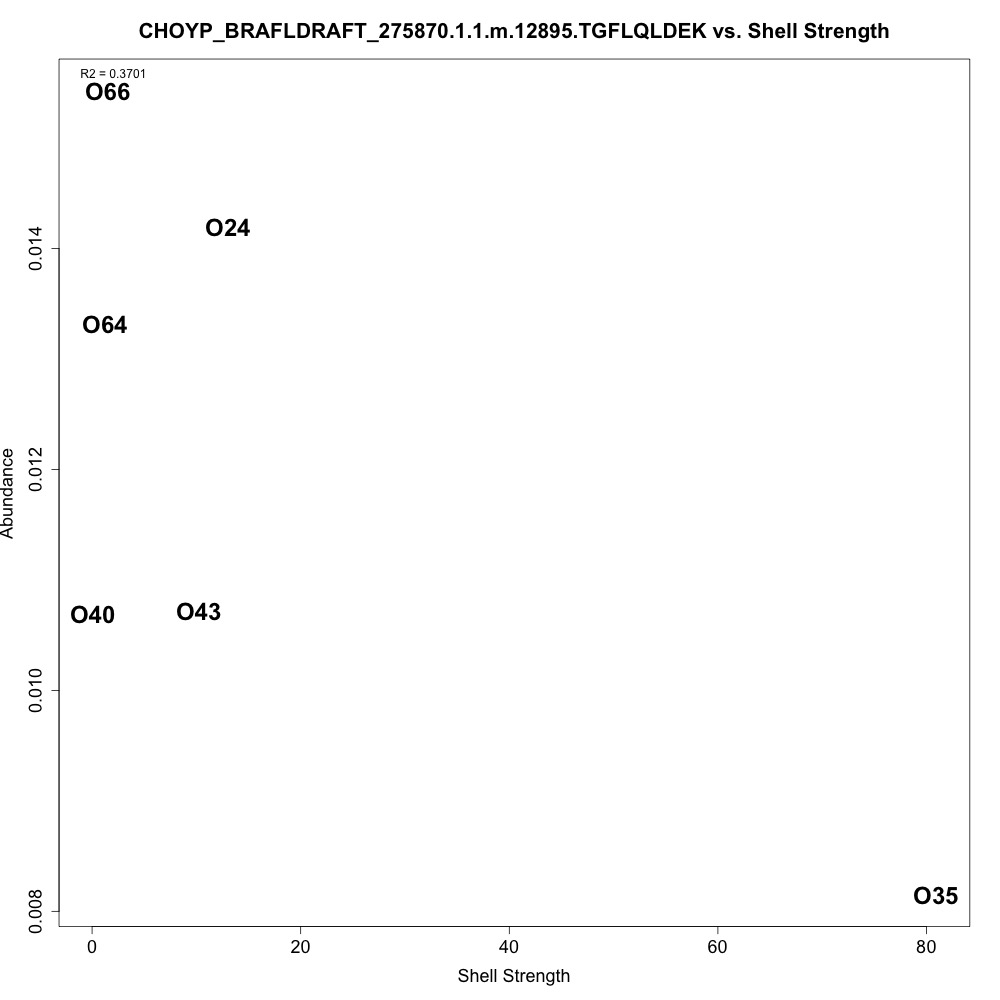 CHOYP_BRAFLDRAFT_275870.1.1.m.12895.TGFLQLDEK vs. Shell Strength
R2 = 0.3701
O66
O24
0.014
O64
0.012
Abundance
O40
O43
0.010
O35
0.008
0 20 40 60 80
Shell Strength